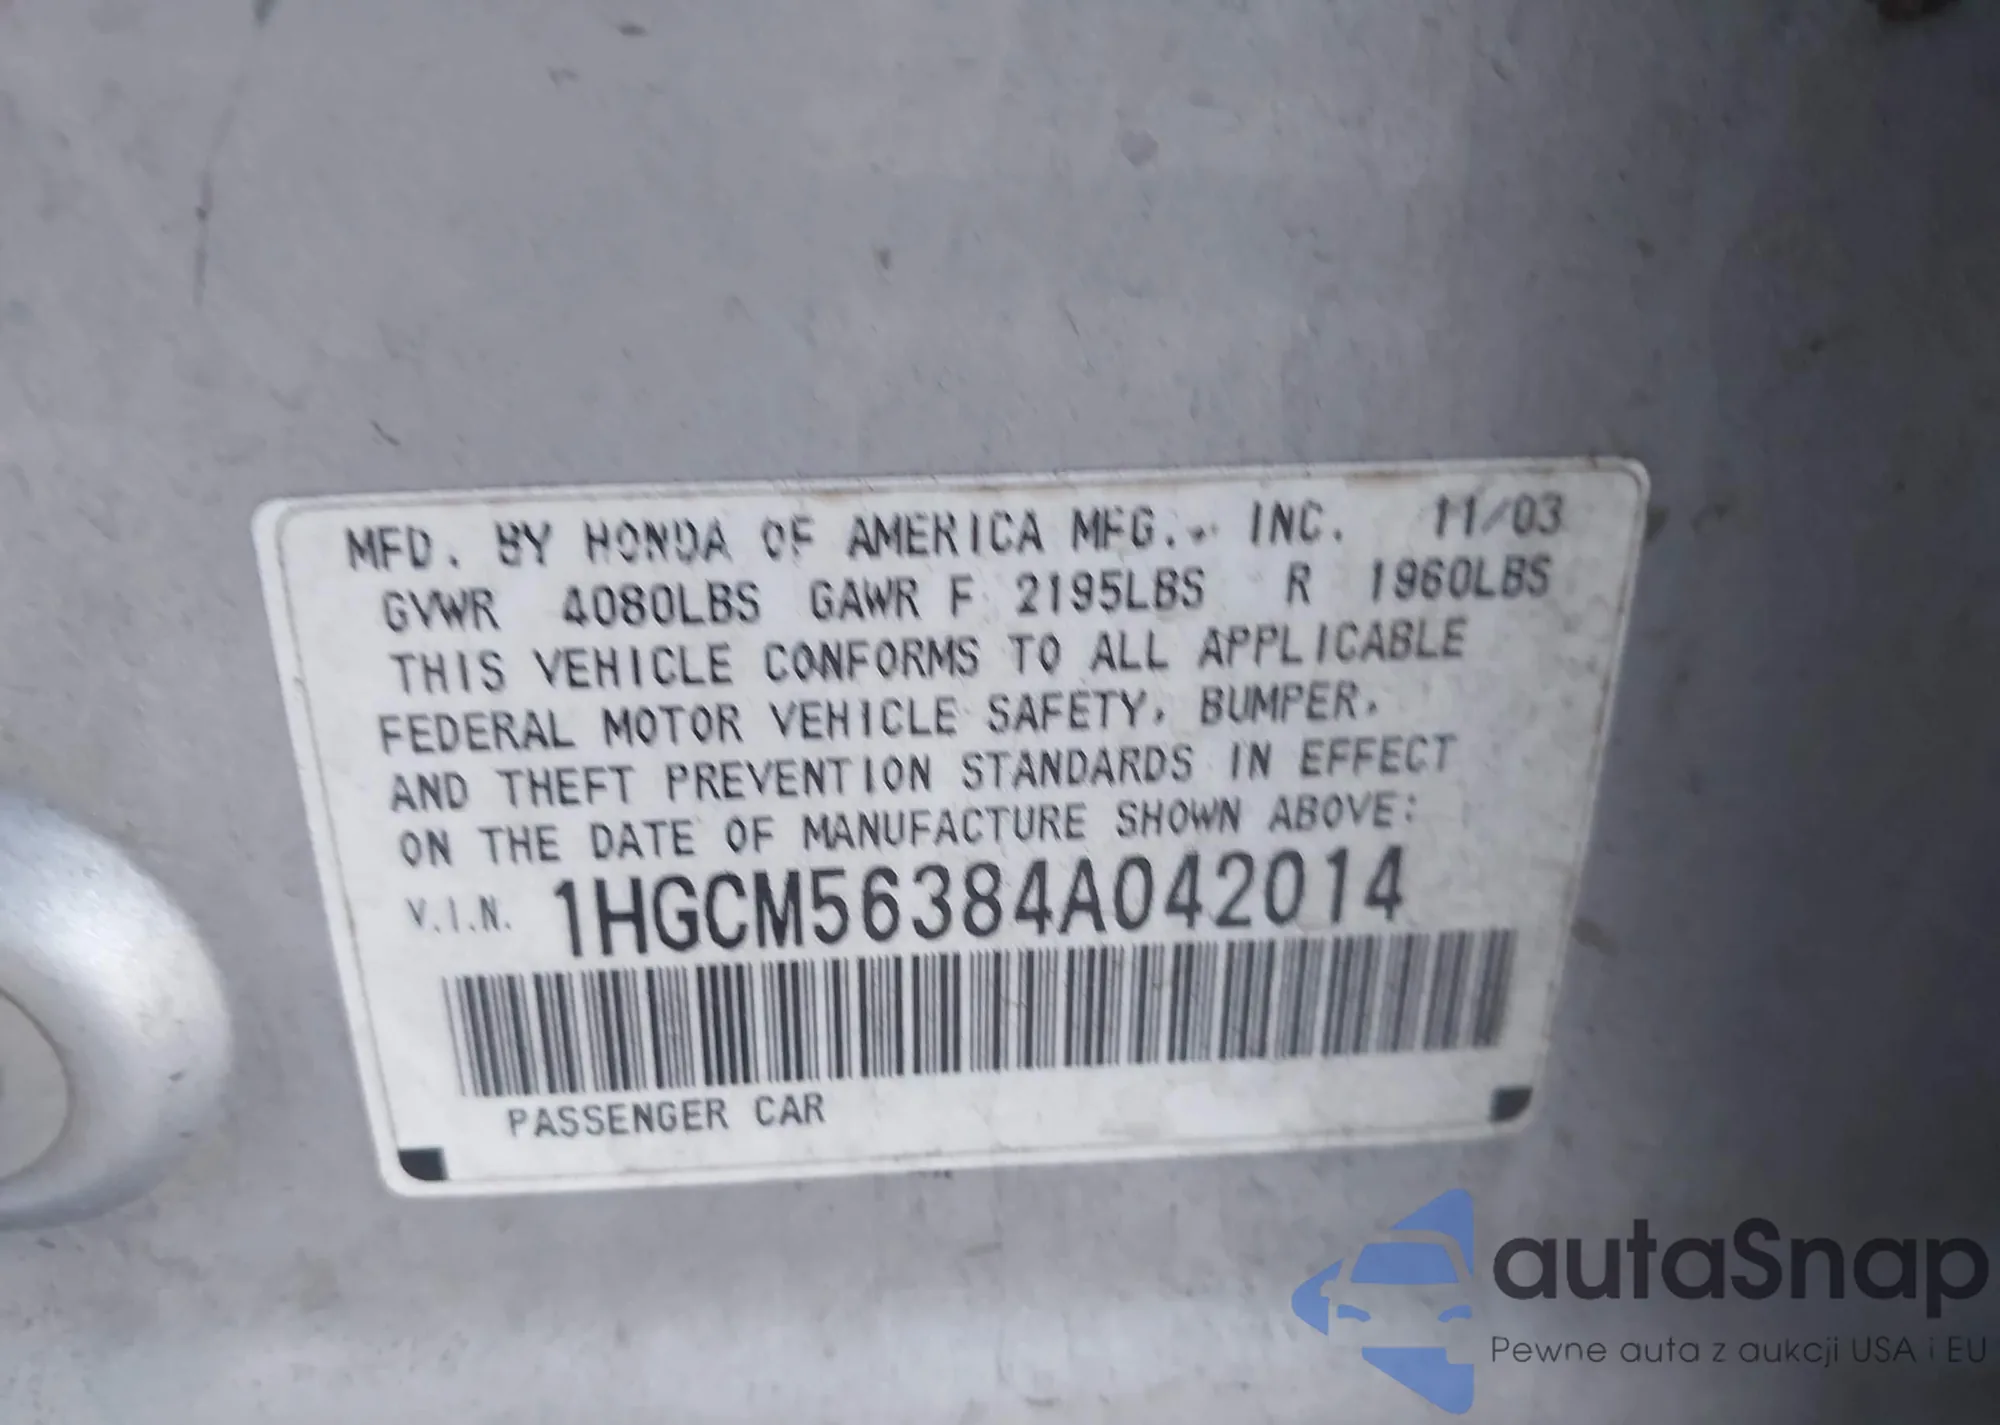 MFD. BY HONDA OF AMERICA MFG., INC. 11/03
GVWR 4080LBS GAWR F 2195LBS R 1960LBS
THIS VEHICLE CONFORMS TO ALL APPLICABLE
FEDERAL MOTOR VEHICLE SAFETY, BUMPER,
AND THEFT PREVENTION STANDARDS IN EFFECT
ON THE DATE OF MANUFACTURE SHOWN ABOVE:
V.I.N. 1HGCM56384A042014
PASSENGER CAR
autaSnap
Pewne auta z aukcji USA i EU